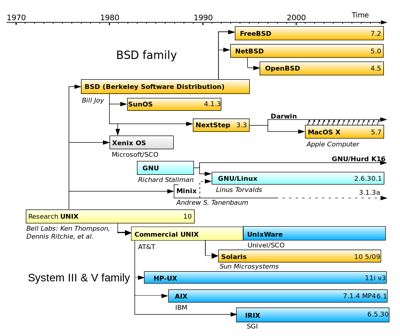 1970 1980 1990 2000 Time
FreeBSD 7.2
BSD family
NetBSD 5.0
OpenBSD 4.5
BSD (Berkeley Software Distribution)
Bill Joy
SunOS 4.1.3
NextStep 3.3
Darwin
MacOS X 5.7
Apple Computer
Xenix OS
Microsoft/SCO
GNU/Hurd K16
GNU
Richard Stallman
GNU/Linux 2.6.30.1
Linus Torvalds
Minix 3.1.3a
Andrew S. Tanenbaum
Research UNIX 10
Bell Labs: Ken Thompson,
Dennis Ritchie, et al.
Commercial UNIX
AT&T
UnixWare
Univel/SCO
Solaris 10 5/09
Sun Microsystems
System III & V family
HP-UX 11i v3
AIX 7.1.4 MP46.1
IBM
IRIX 6.5.30
SGI